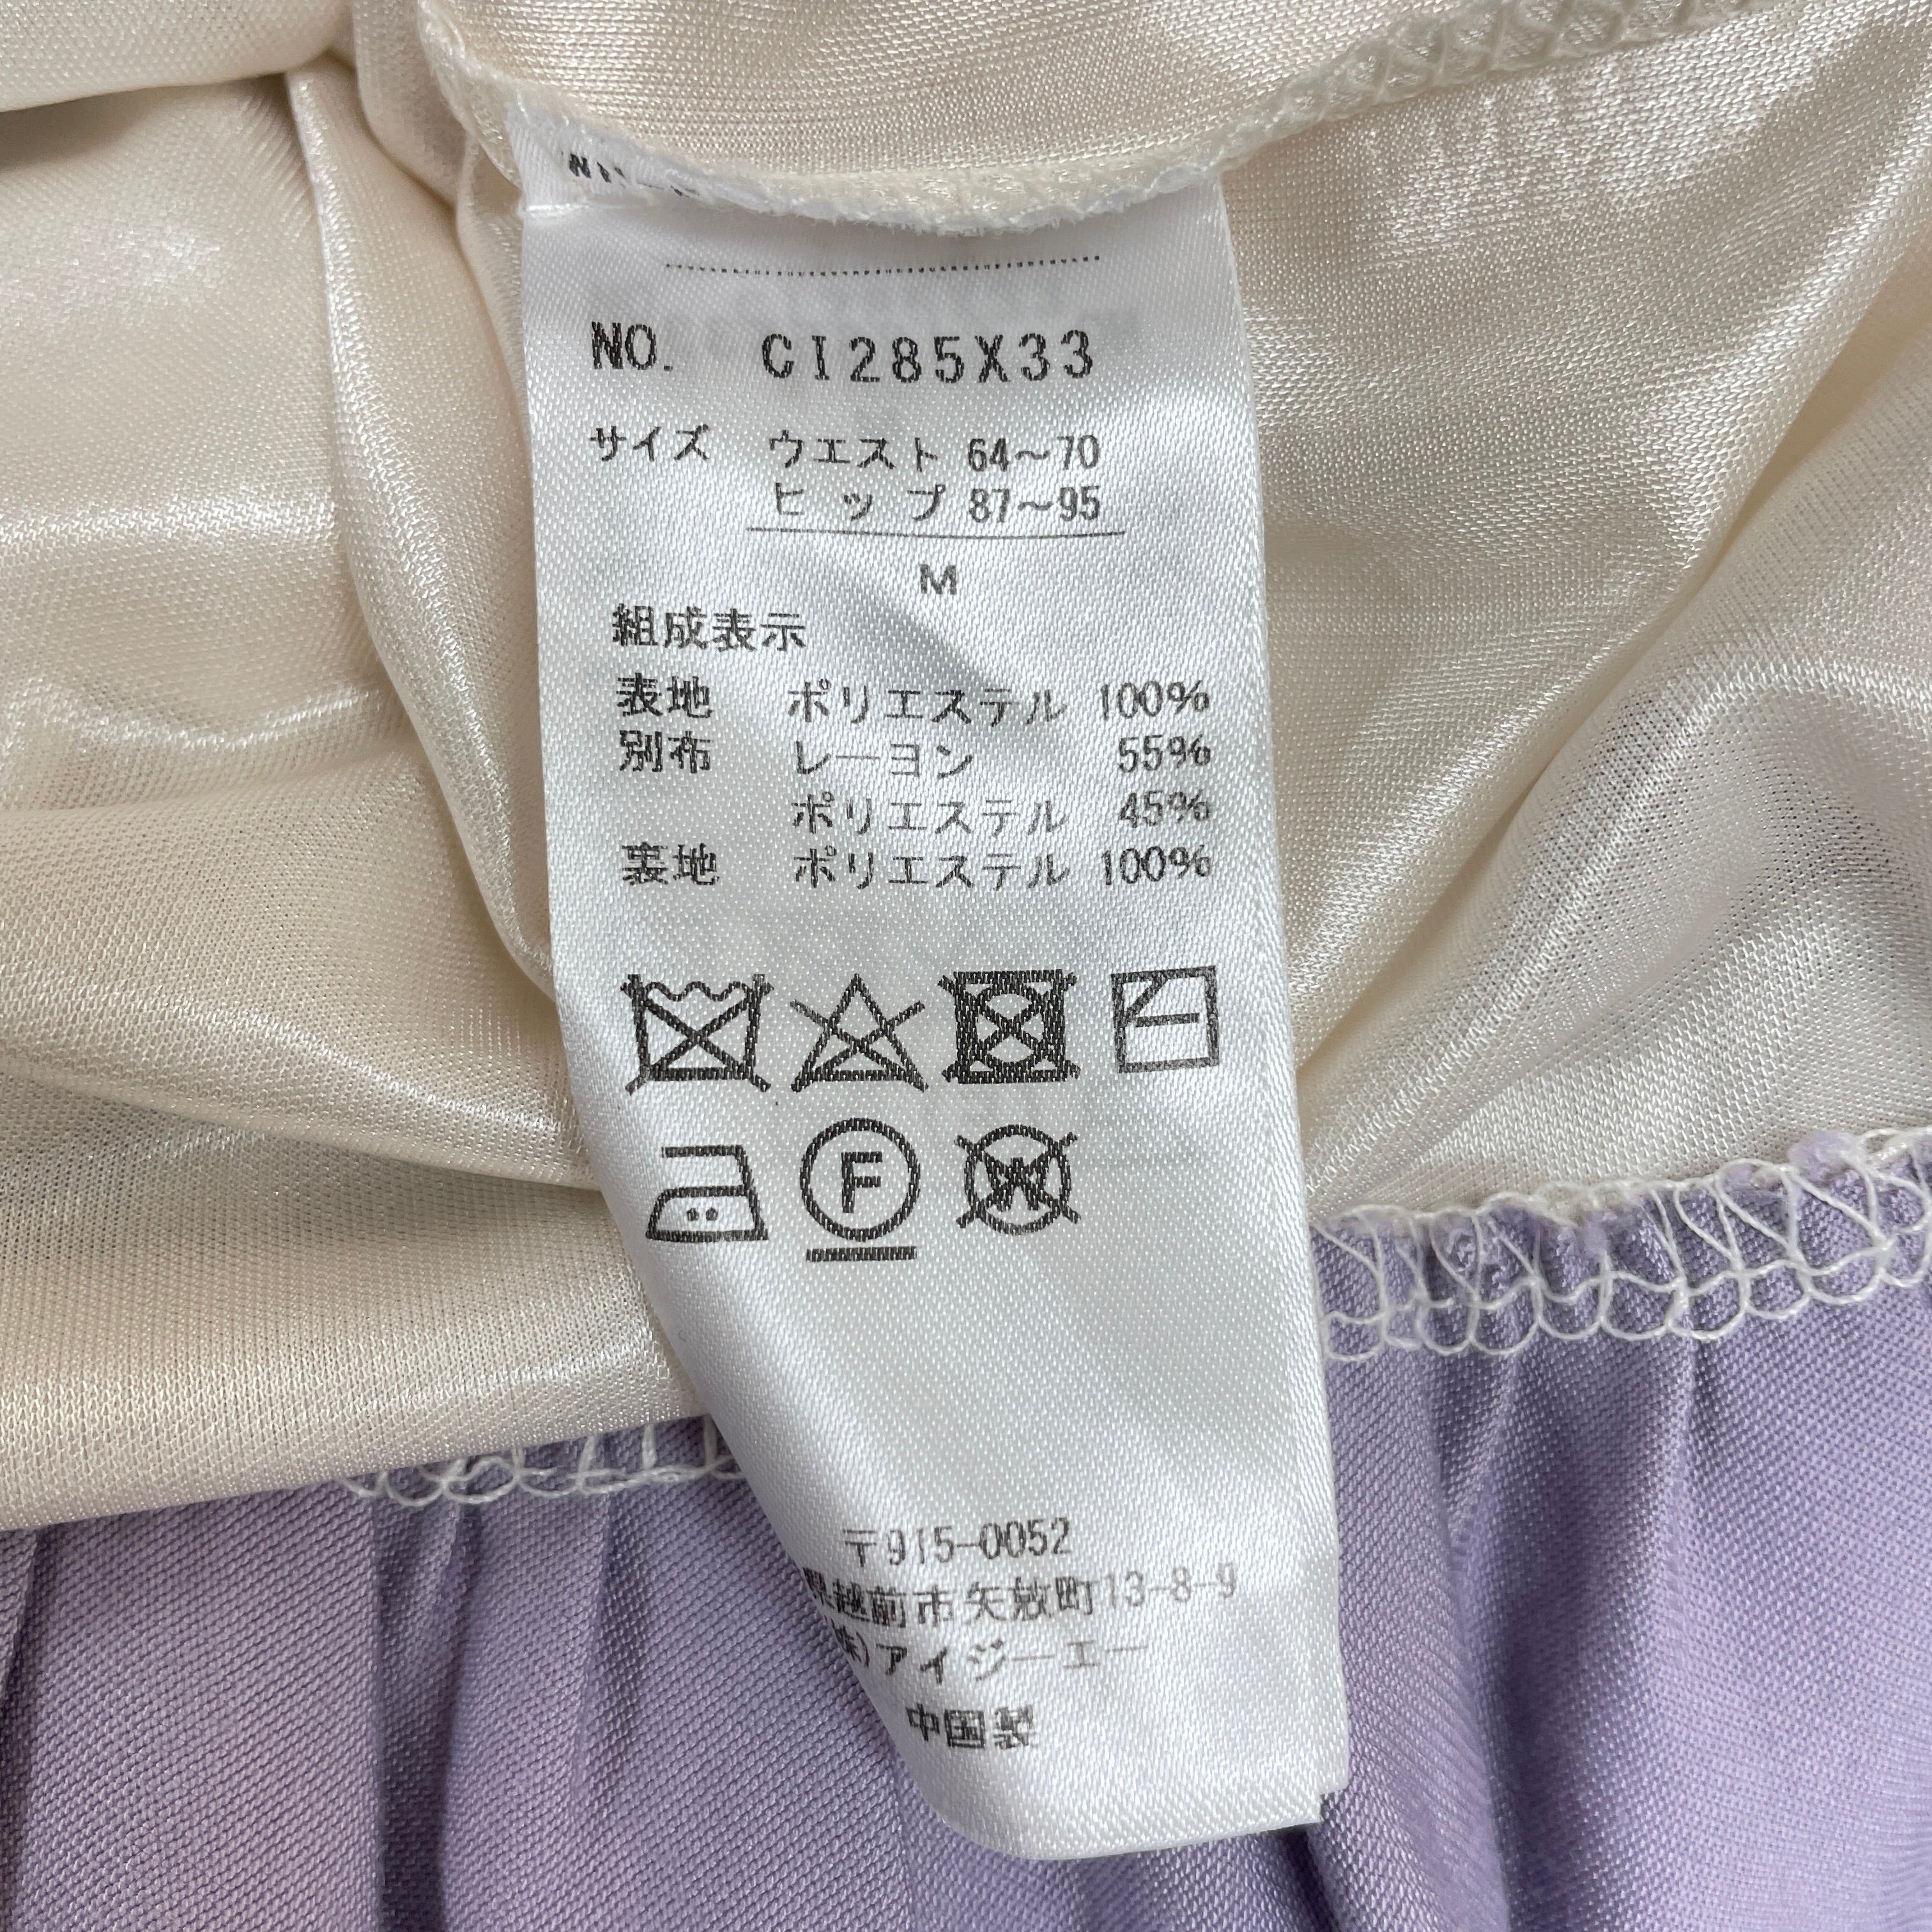 NO. CI285X33
サイズ ウエスト 64～70
ヒップ 87～95
M
組成表示
表地 ポリエステル 100%
別布 レーヨン 55%
ポリエステル 45%
裏地 ポリエステル 100%
F
W
〒915-0052
県越前市矢放町13-8-9
株)アイジーエー
中国製